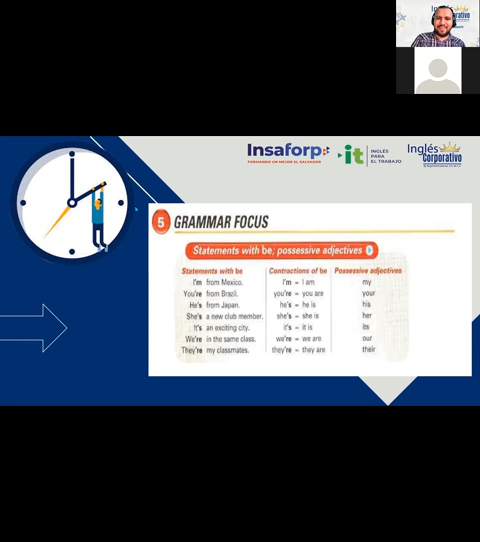 Insaforp
FORMANDO UN MEJOR EL SALVADOR
it
INGLÉS
PARA
EL TRABAJO
Inglés
Corporativo
5 GRAMMAR FOCUS
Statements with be; possessive adjectives
Statements with be Contractions of be Possessive adjectives
I'm from Mexico. I'm = I am my
You're from Brazil. you're = you are your
He's from Japan. he's = he is his
She's a new club member. she's = she is her
It's an exciting city. it's = it is its
We're in the same class. we're = we are our
They're my classmates. they're = they are their